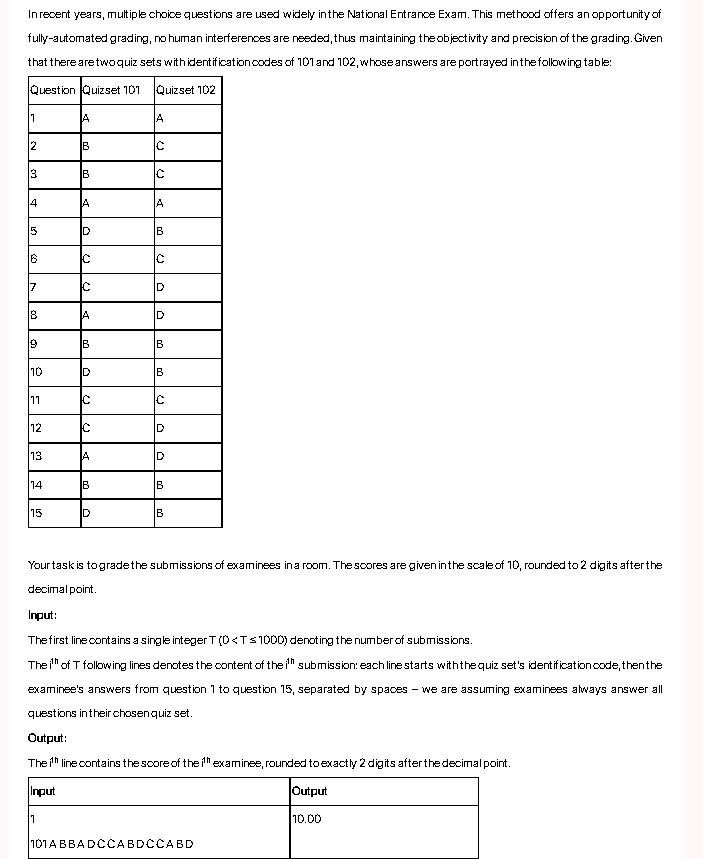 In recent years, multiple choice questions are used widely in the National Entrance Exam. This methood offers an opportunity of
fully-automated grading, no human interferences are needed, thus maintaining the objectivity and precision of the grading. Given
that there are two quiz sets with identification codes of 101 and 102, whose answers are portrayed in the following table:
Question Quiz set 101 Quiz set 102
1 A A
2 B C
3 B C
4 A A
5 D B
6 C C
7 C D
8 A D
9 B B
10 D B
11 C C
12 C D
13 A D
14 B B
15 D B
Your task is to grade the submissions of examinees in a room. The scores are given in the scale of 10, rounded to 2 digits after the
decimal point.
Input:
The first line contains a single integer T (0 < T ≤ 1000) denoting the number of submissions.
The ith of T following lines denotes the content of the ith submission: each line starts with the quiz set's identification code, then the
examinee's answers from question 1 to question 15, separated by spaces – we are assuming examinees always answer all
questions in their chosen quiz set.
Output:
The ith line contains the score of the ith examinee, rounded to exactly 2 digits after the decimal point.
Input Output
1 10.00
101 A B B A D C C A B D C C A B D